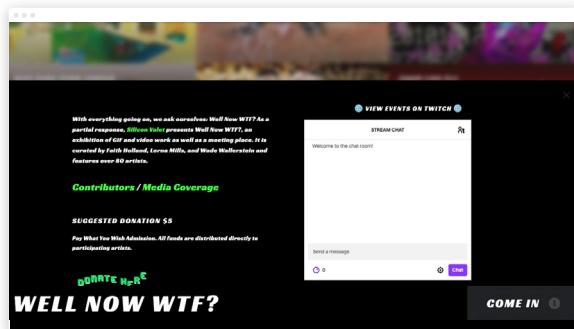 With everything going on, we ask ourselves: Well Now WTF? As a
partial response, Silicon Valet presents Well Now WTF?, an
exhibition of GIF and video work as well as a meeting place. It is
curated by Faith Holland, Lorna Mills, and Wade Wallerstein and
features over 80 artists.
Contributors / Media Coverage
SUGGESTED DONATION $5
Pay What You Wish Admission. All funds are distributed directly to
participating artists.
DONATE HERE
WELL NOW WTF?
VIEW EVENTS ON TWITCH
STREAM CHAT
Welcome to the chat room!
Send a message
0
Chat
COME IN